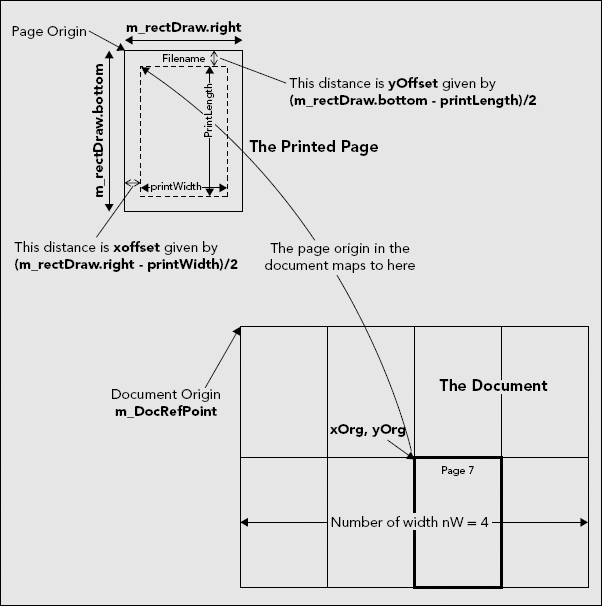 Page Origin
m_rectDraw.right
Filename
m_rectDraw.bottom
PrintLength
printWidth
This distance is yOffset given by
(m_rectDraw.bottom - printLength)/2
The Printed Page
This distance is xoffset given by
(m_rectDraw.right - printWidth)/2
The page origin in the
document maps to here
Document Origin
m_DocRefPoint
The Document
xOrg, yOrg
Page 7
Number of width nW = 4